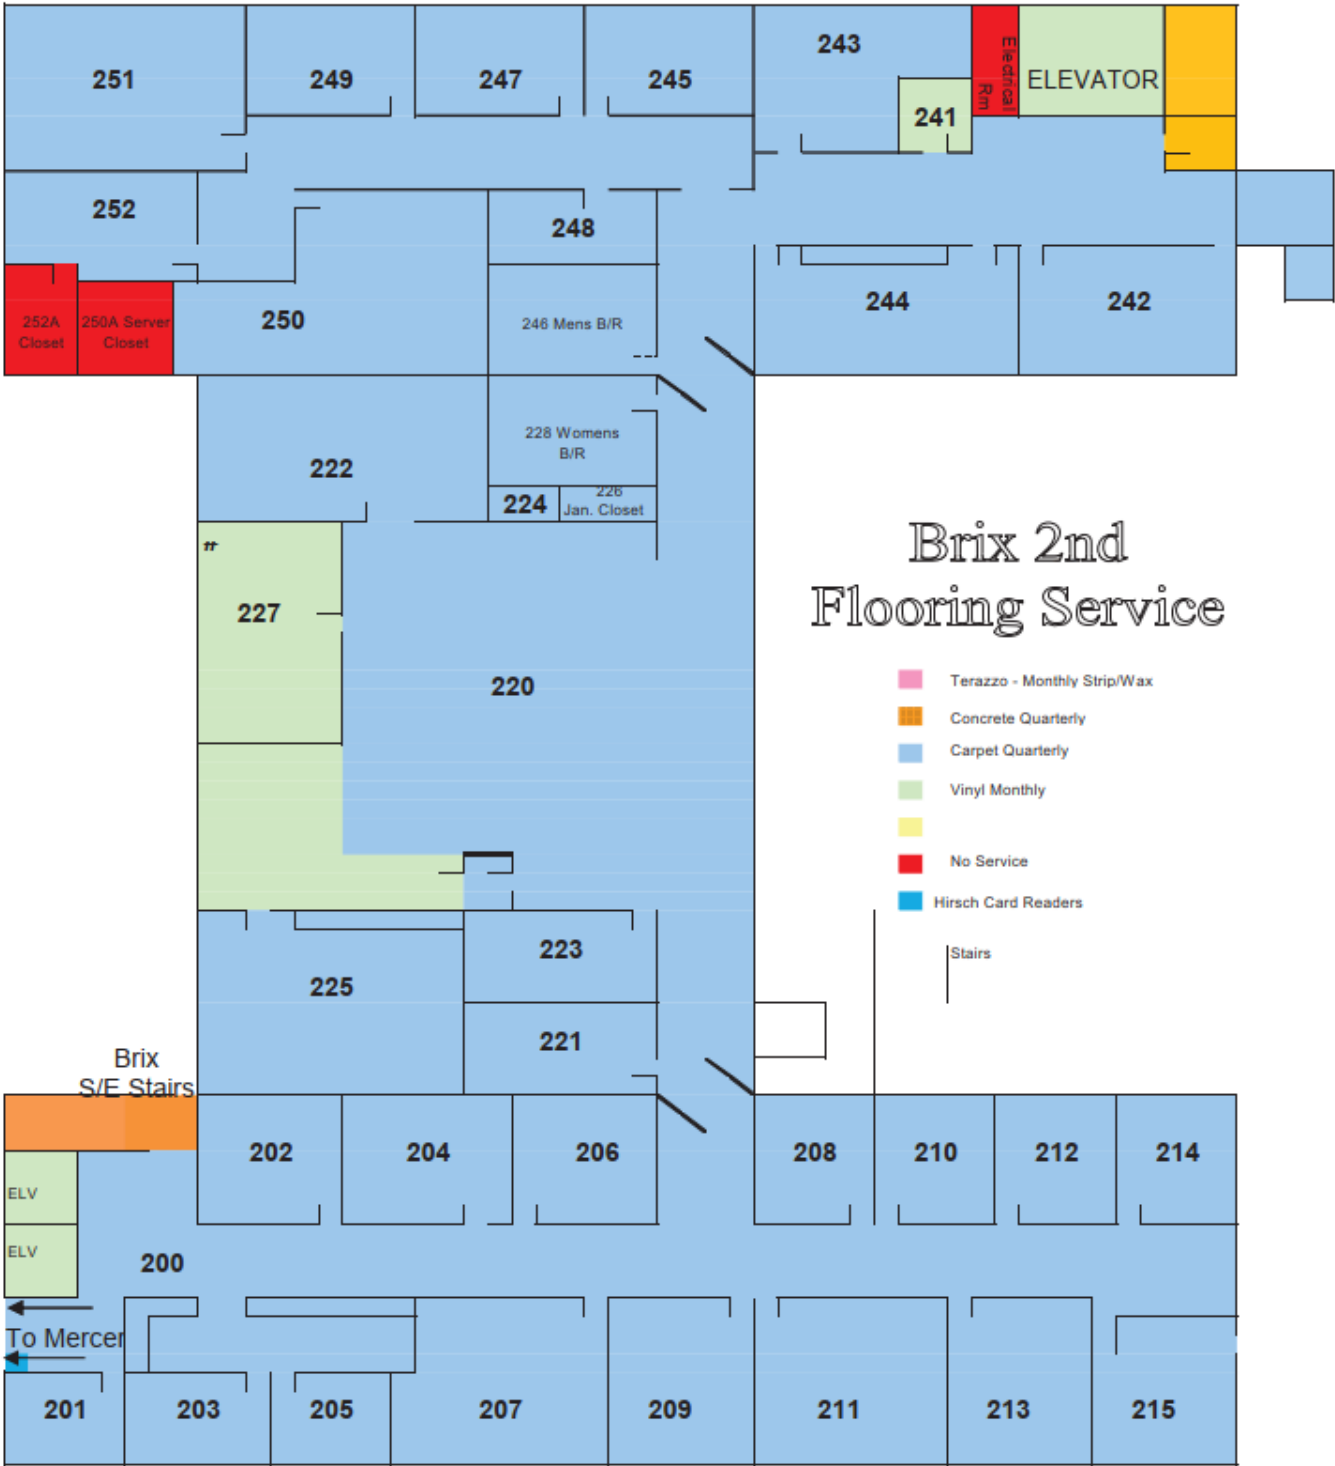 251
249
247
245
243
241
Electrical
Rm
ELEVATOR
252
248
252A
Closet
250A Server
Closet
250
246 Mens B/R
244
242
228 Womens
B/R
222
224
226
Jan. Closet
#
227
220
Brix 2nd
Flooring Service
Terazzo - Monthly Strip/Wax
Concrete Quarterly
Carpet Quarterly
Vinyl Monthly
No Service
Hirsch Card Readers
Stairs
223
225
221
Brix
S/E Stairs
202
204
206
208
210
212
214
ELV
ELV
200
To Mercer
201
203
205
207
209
211
213
215